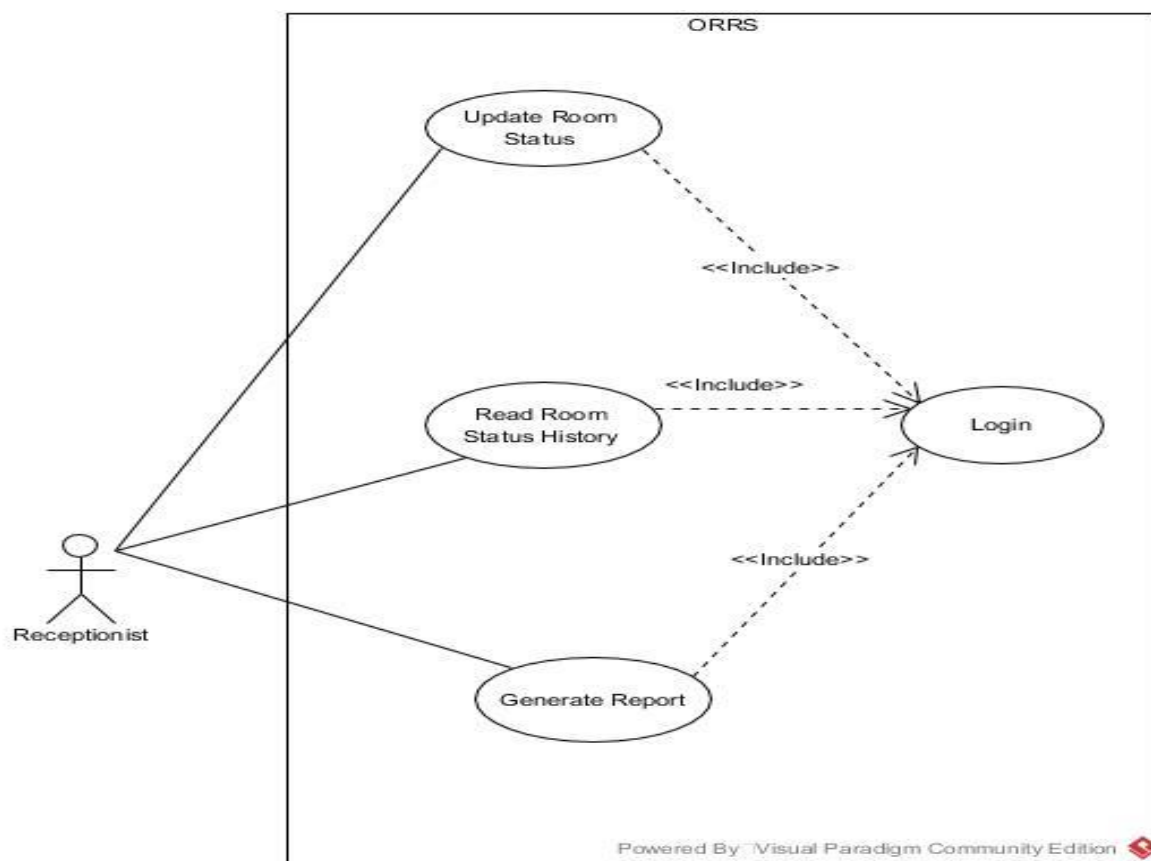 ORRS
Update Room
Status
<<Include>>
<<Include>>
Read Room
Status History
Login
<<Include>>
Receptionist
Generate Report
Powered By Visual Paradigm Community Edition